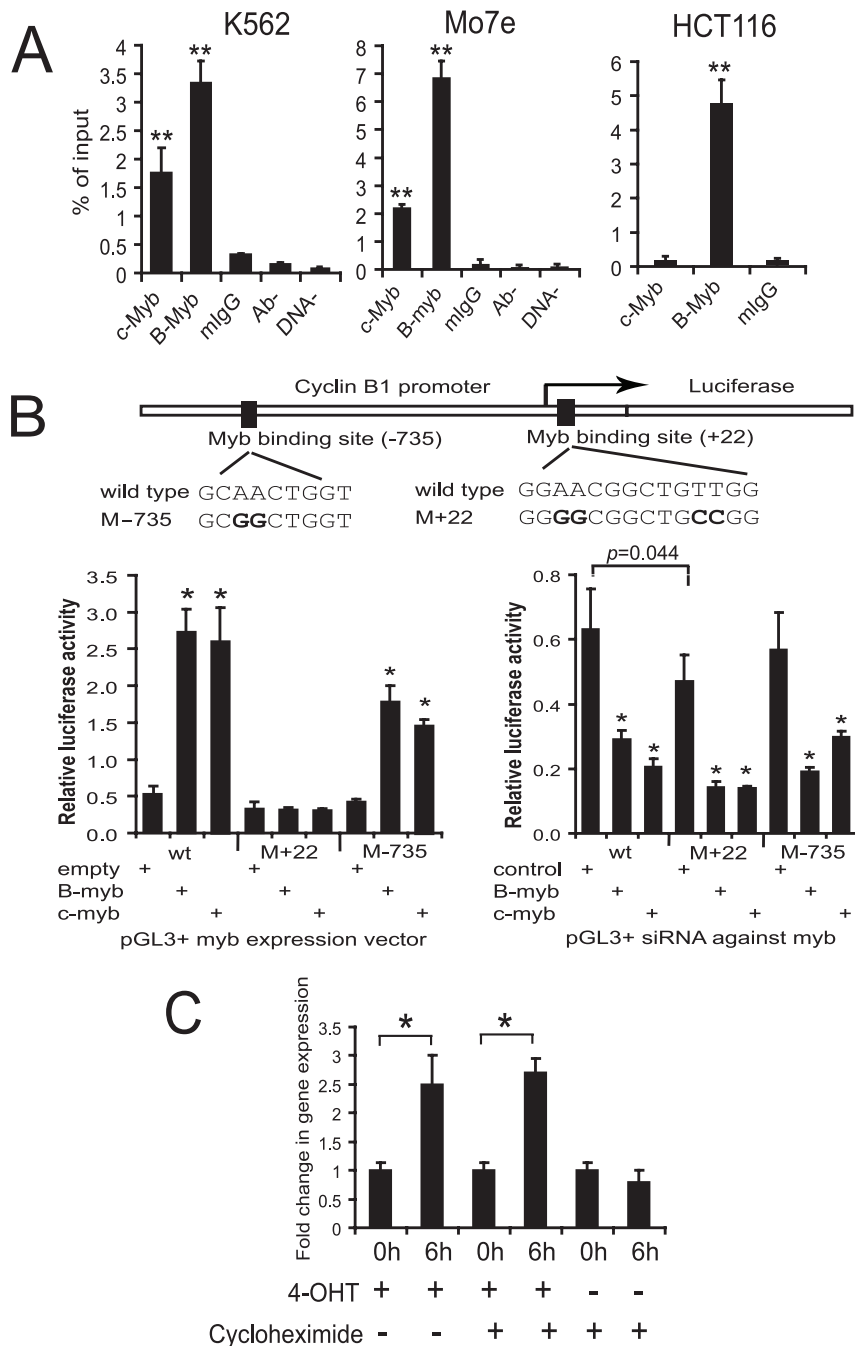 A
K562
Mo7e
HCT116
% of input
4
3.5
3
2.5
2
1.5
1
0.5
0
**
**
c-Myb
B-Myb
mIgG
Ab-
DNA-
8
7
6
5
4
3
2
1
0
**
**
c-Myb
B-myb
mIgG
Ab-
DNA-
6
5
4
3
2
1
0
**
c-Myb
B-Myb
mIgG
B
Cyclin B1 promoter
Luciferase
Myb binding site (-735)
Myb binding site (+22)
wild type GCAACTGGT
M-735 GCGGCTGGT
wild type GGAACGGCTGTTGG
M+22 GGGGCGGCTGCCGG
Relative luciferase activity
3.5
3.0
2.5
2.0
1.5
1.0
0.5
0.0
* * * *
wt M+22 M-735
empty + + +
B-myb + + +
c-myb + + +
pGL3+ myb expression vector
Relative luciferase activity
p=0.044
0.8
0.6
0.4
0.2
0.0
* * * * * *
wt M+22 M-735
control + + +
B-myb + + +
c-myb + + +
pGL3+ siRNA against myb
C
Fold change in gene expression
3.5
3
2.5
2
1.5
1
0.5
0
* *
0h 6h 0h 6h 0h 6h
4-OHT + + + + - -
Cycloheximide - - + + + +